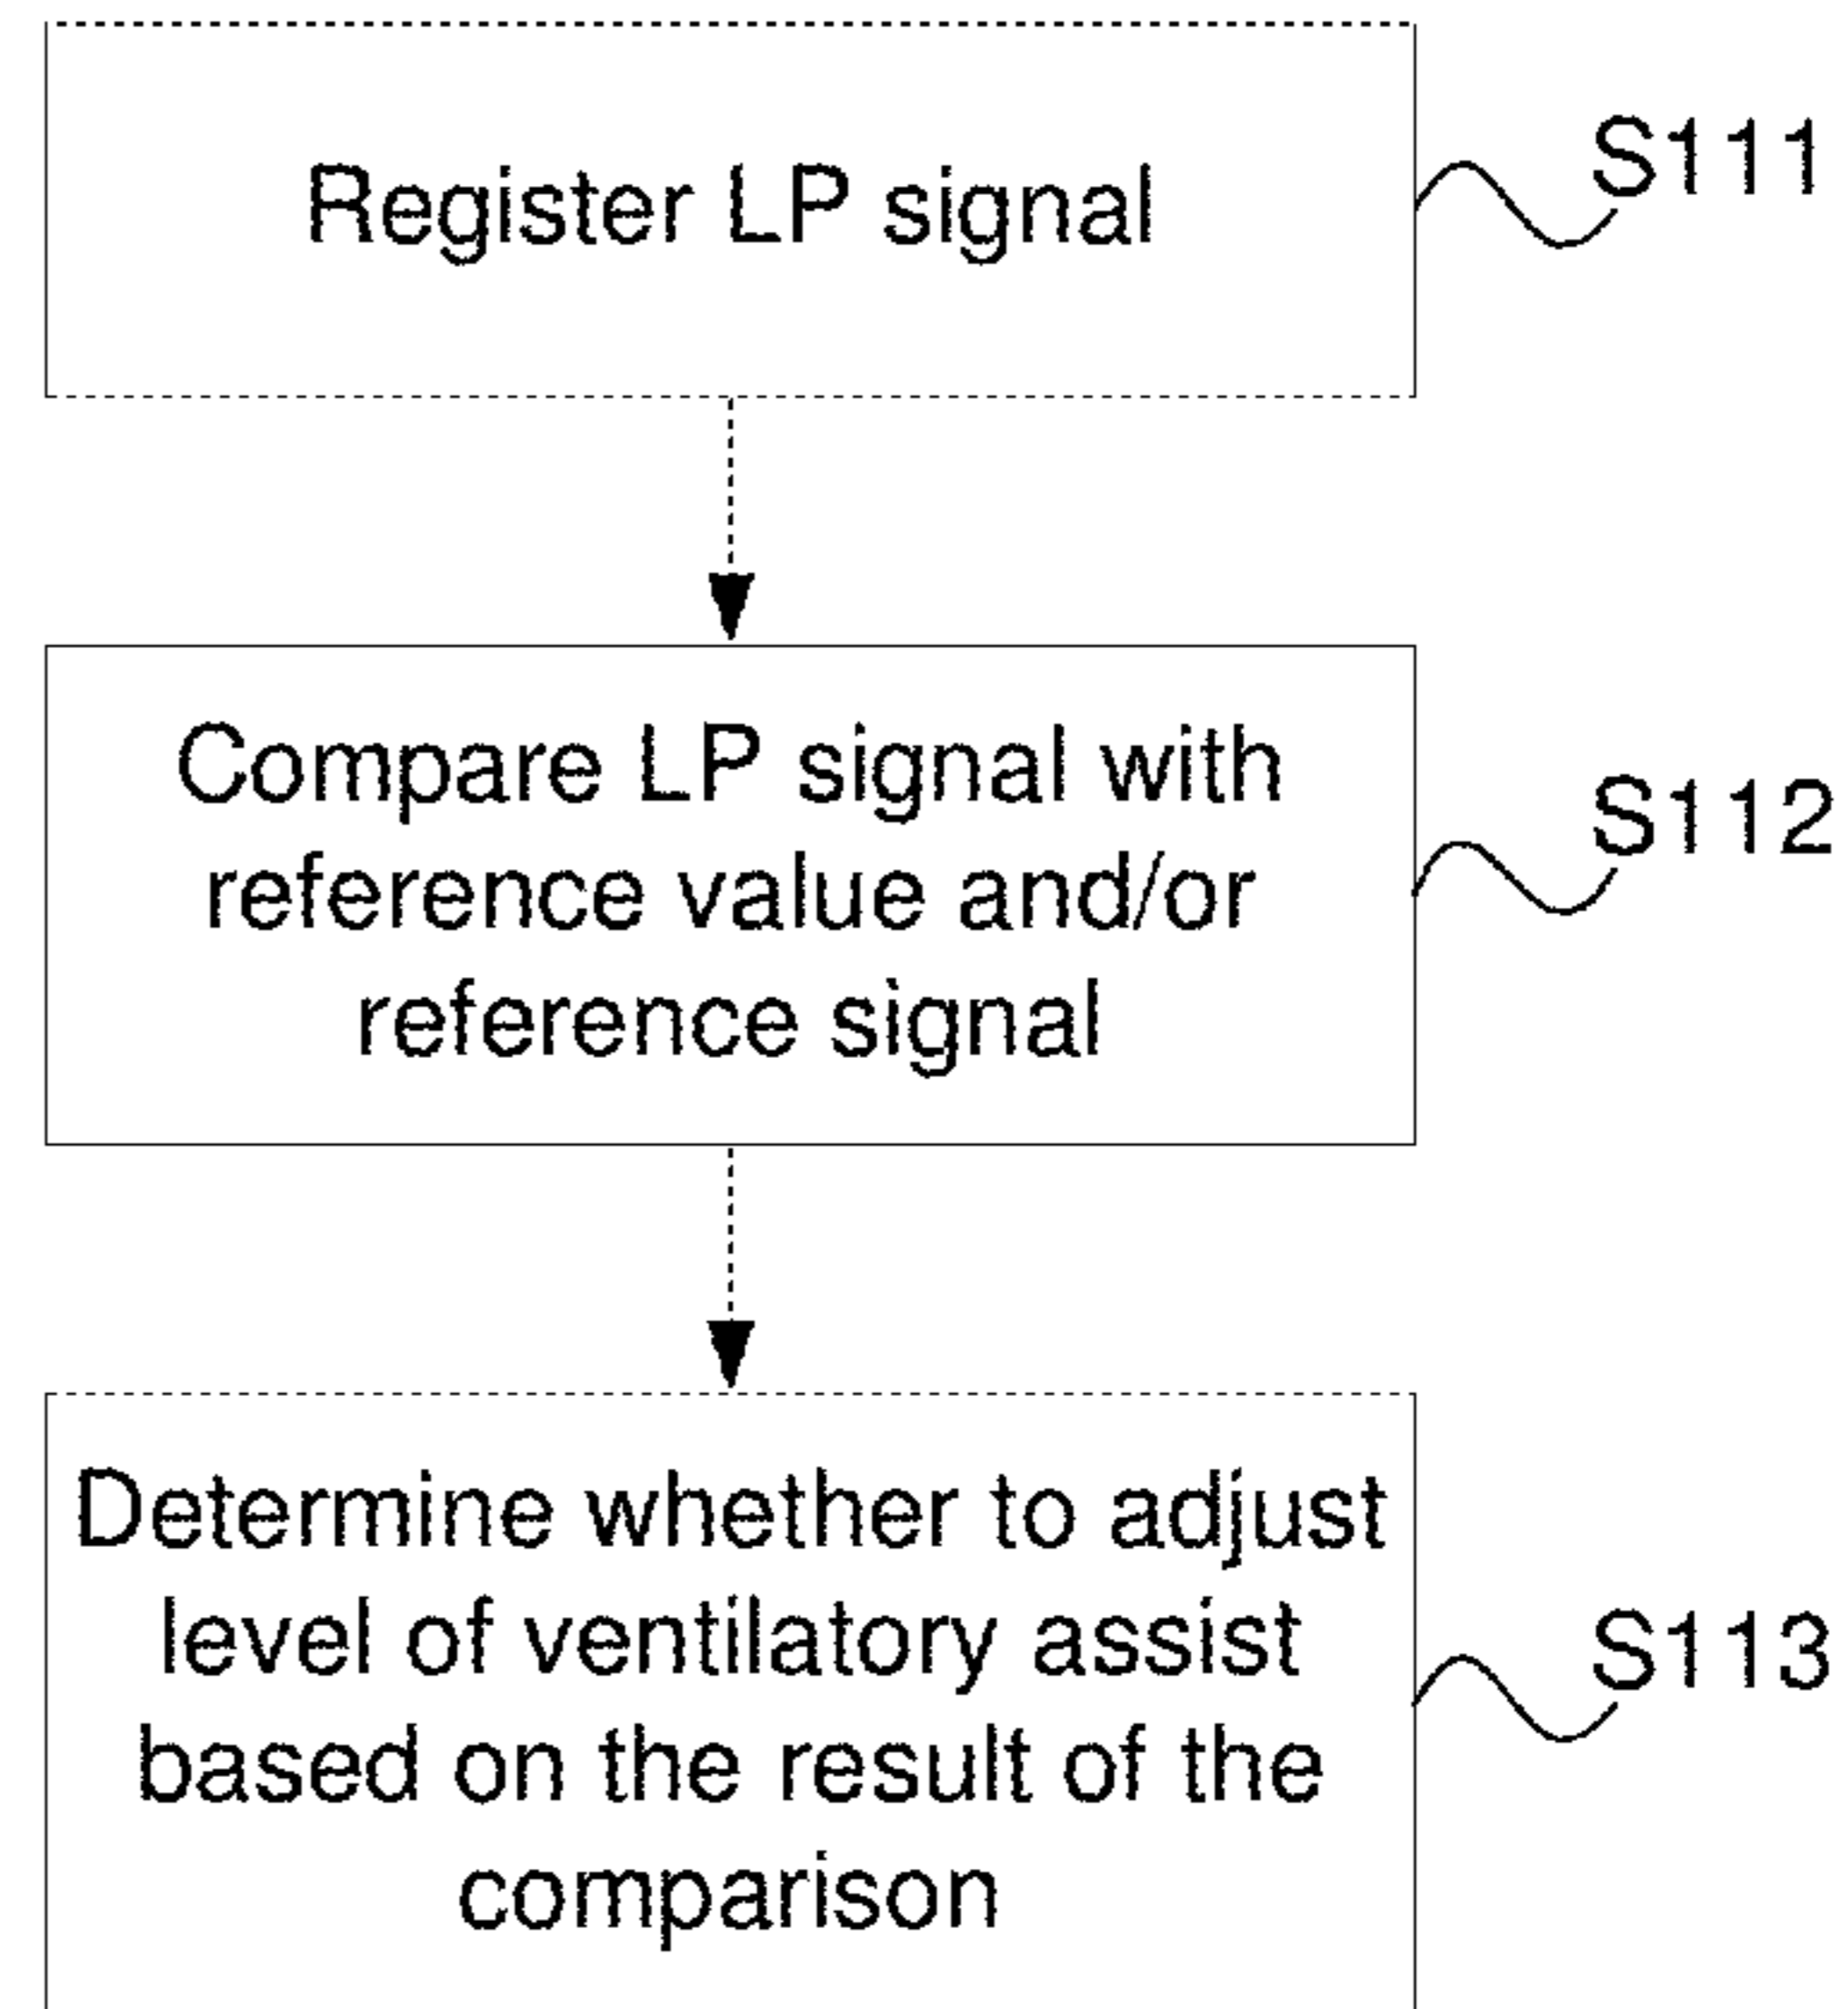 Register LP signal
S111
Compare LP signal with
reference value and/or
reference signal
S112
Determine whether to adjust
level of ventilatory assist
based on the result of the
comparison
S113